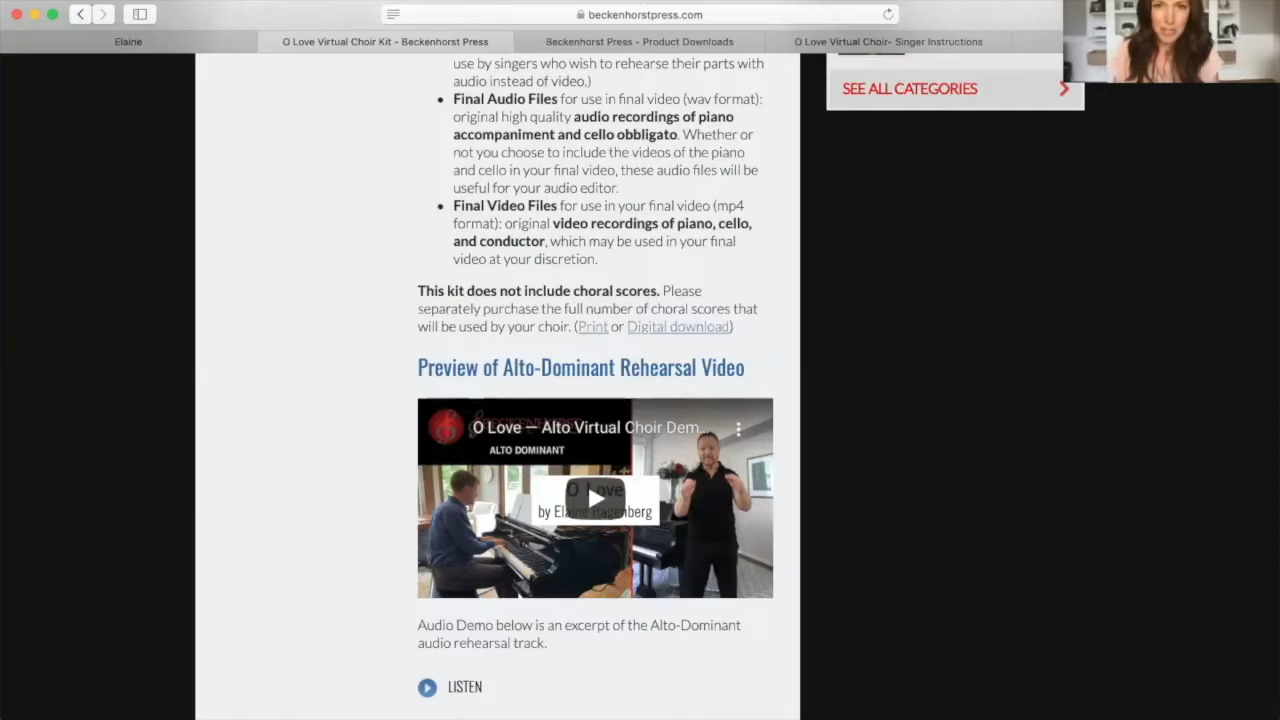 beckenhorstpress.com
Elaine
O Love Virtual Choir Kit - Beckenhorst Press
Beckenhorst Press - Product Downloads
O Love Virtual Choir- Singer Instructions
use by singers who wish to rehearse their parts with
audio instead of video.)
• Final Audio Files for use in final video (wav format):
original high quality audio recordings of piano
accompaniment and cello obbligato. Whether or
not you choose to include the videos of the piano
and cello in your final video, these audio files will be
useful for your audio editor.
• Final Video Files for use in your final video (mp4
format): original video recordings of piano, cello,
and conductor, which may be used in your final
video at your discretion.
This kit does not include choral scores. Please
separately purchase the full number of choral scores that
will be used by your choir. (Print or Digital download)
Preview of Alto-Dominant Rehearsal Video
O Love – Alto Virtual Choir Dem...
ALTO DOMINANT
O Love
by Elaine Hagenberg
Audio Demo below is an excerpt of the Alto-Dominant
audio rehearsal track.
LISTEN
SEE ALL CATEGORIES